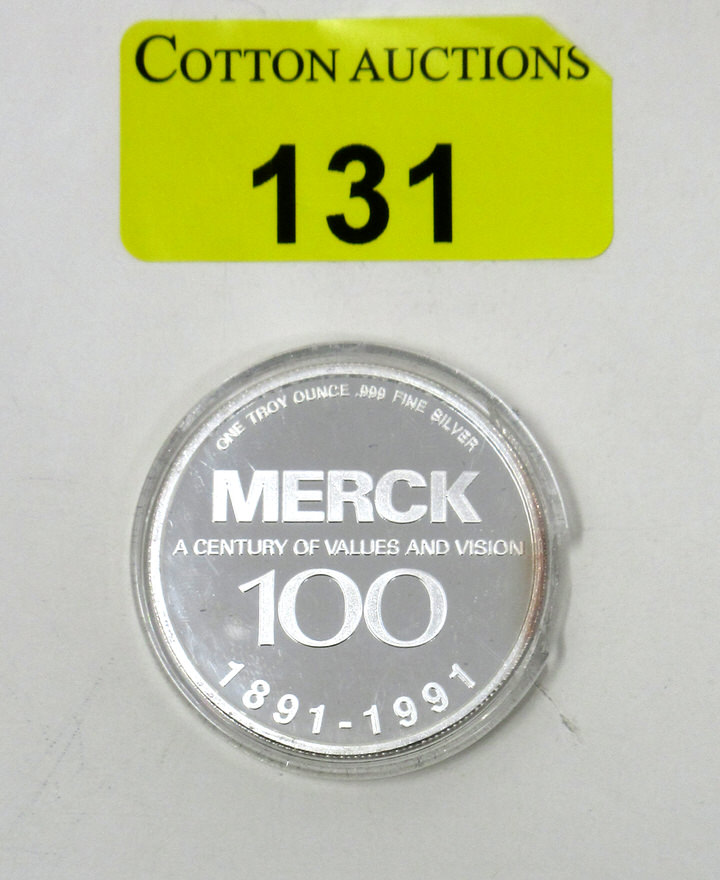 COTTON AUCTIONS
131
ONE TROY OUNCE .999 FINE SILVER
MERCK
A CENTURY OF VALUES AND VISION
100
1891-1991